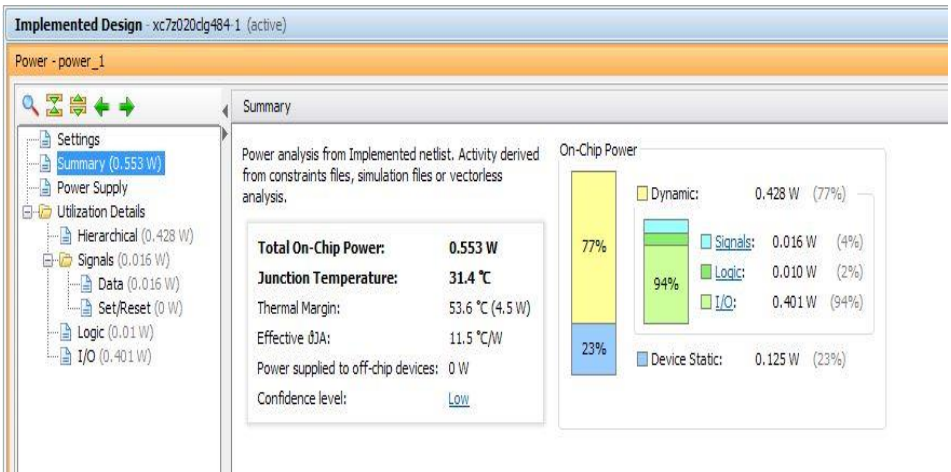 Implemented Design - xc7z020clg484-1 (active)
Power - power_1
Settings
Summary (0.553 W)
Power Supply
Utilization Details
Hierarchical (0.428 W)
Signals (0.016 W)
Data (0.016 W)
Set/Reset (0 W)
Logic (0.01 W)
I/O (0.401 W)
Summary
Power analysis from Implemented netlist. Activity derived
from constraints files, simulation files or vectorless
analysis.
Total On-Chip Power: 0.553 W
Junction Temperature: 31.4 °C
Thermal Margin: 53.6 °C (4.5 W)
Effective ϑJA: 11.5 °C/W
Power supplied to off-chip devices: 0 W
Confidence level: Low
On-Chip Power
77%
23%
Dynamic: 0.428 W (77%)
94%
Signals: 0.016 W (4%)
Logic: 0.010 W (2%)
I/O: 0.401 W (94%)
Device Static: 0.125 W (23%)